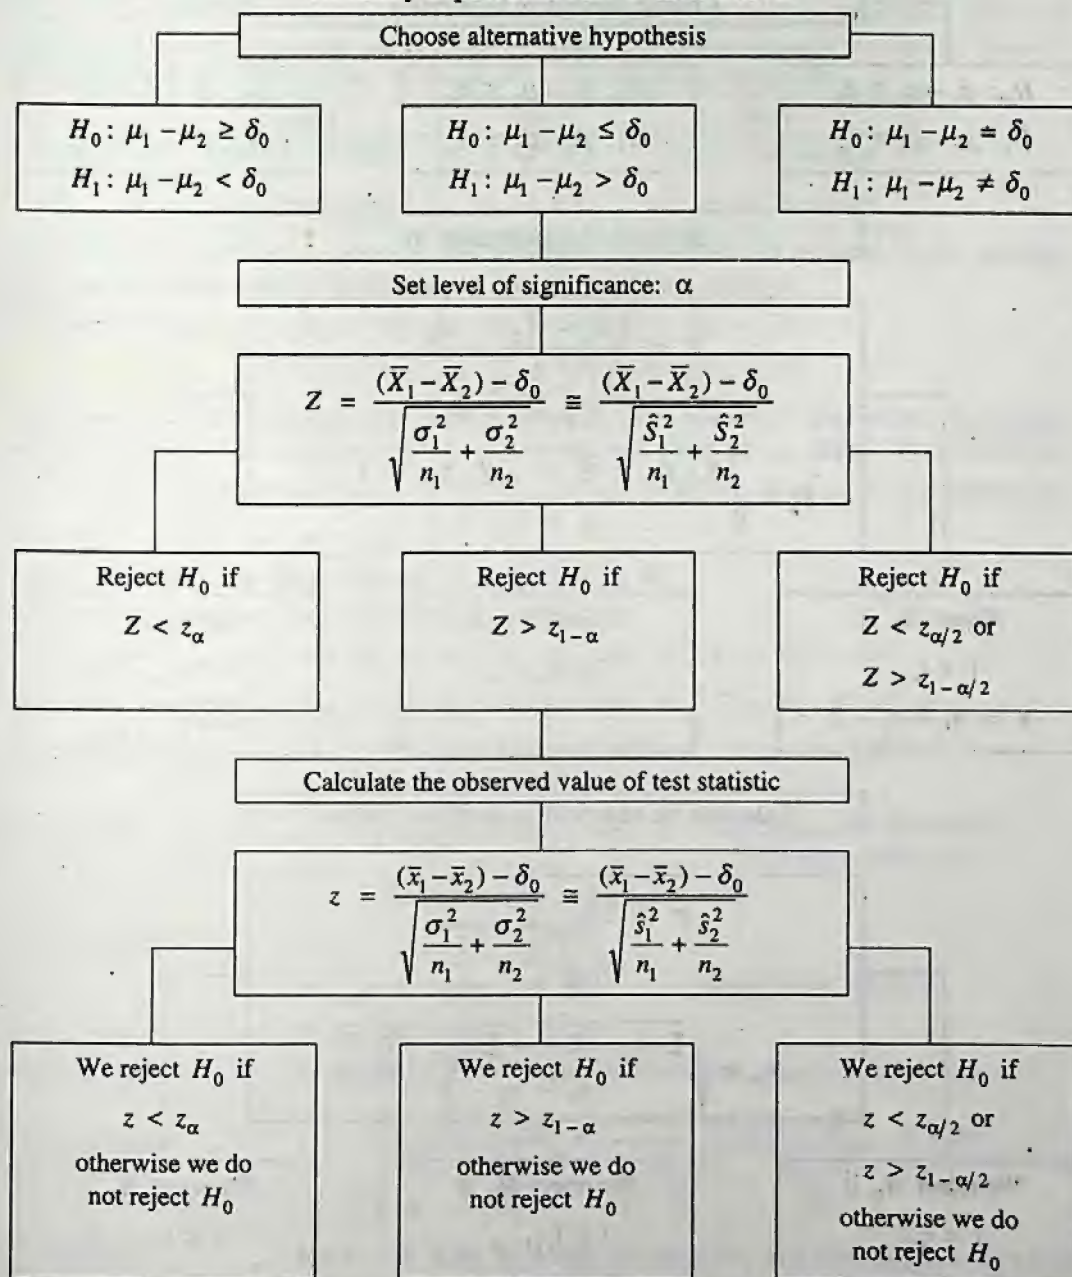 Choose alternative hypothesis
H₀: μ₁ − μ₂ ≥ δ₀
H₁: μ₁ − μ₂ < δ₀
H₀: μ₁ − μ₂ ≤ δ₀
H₁: μ₁ − μ₂ > δ₀
H₀: μ₁ − μ₂ = δ₀
H₁: μ₁ − μ₂ ≠ δ₀
Set level of significance: α
Z = ((X̄₁ − X̄₂) − δ₀) / √(σ₁²/n₁ + σ₂²/n₂) ≅ ((X̄₁ − X̄₂) − δ₀) / √(Ŝ₁²/n₁ + Ŝ₂²/n₂)
Reject H₀ if
Z < z_α
Reject H₀ if
Z > z_{1−α}
Reject H₀ if
Z < z_{α/2} or
Z > z_{1−α/2}
Calculate the observed value of test statistic
z = ((x̄₁ − x̄₂) − δ₀) / √(σ₁²/n₁ + σ₂²/n₂) ≅ ((x̄₁ − x̄₂) − δ₀) / √(ŝ₁²/n₁ + ŝ₂²/n₂)
We reject H₀ if
z < z_α
otherwise we do
not reject H₀
We reject H₀ if
z > z_{1−α}
otherwise we do
not reject H₀
We reject H₀ if
z < z_{α/2} or
z > z_{1−α/2}
otherwise we do
not reject H₀